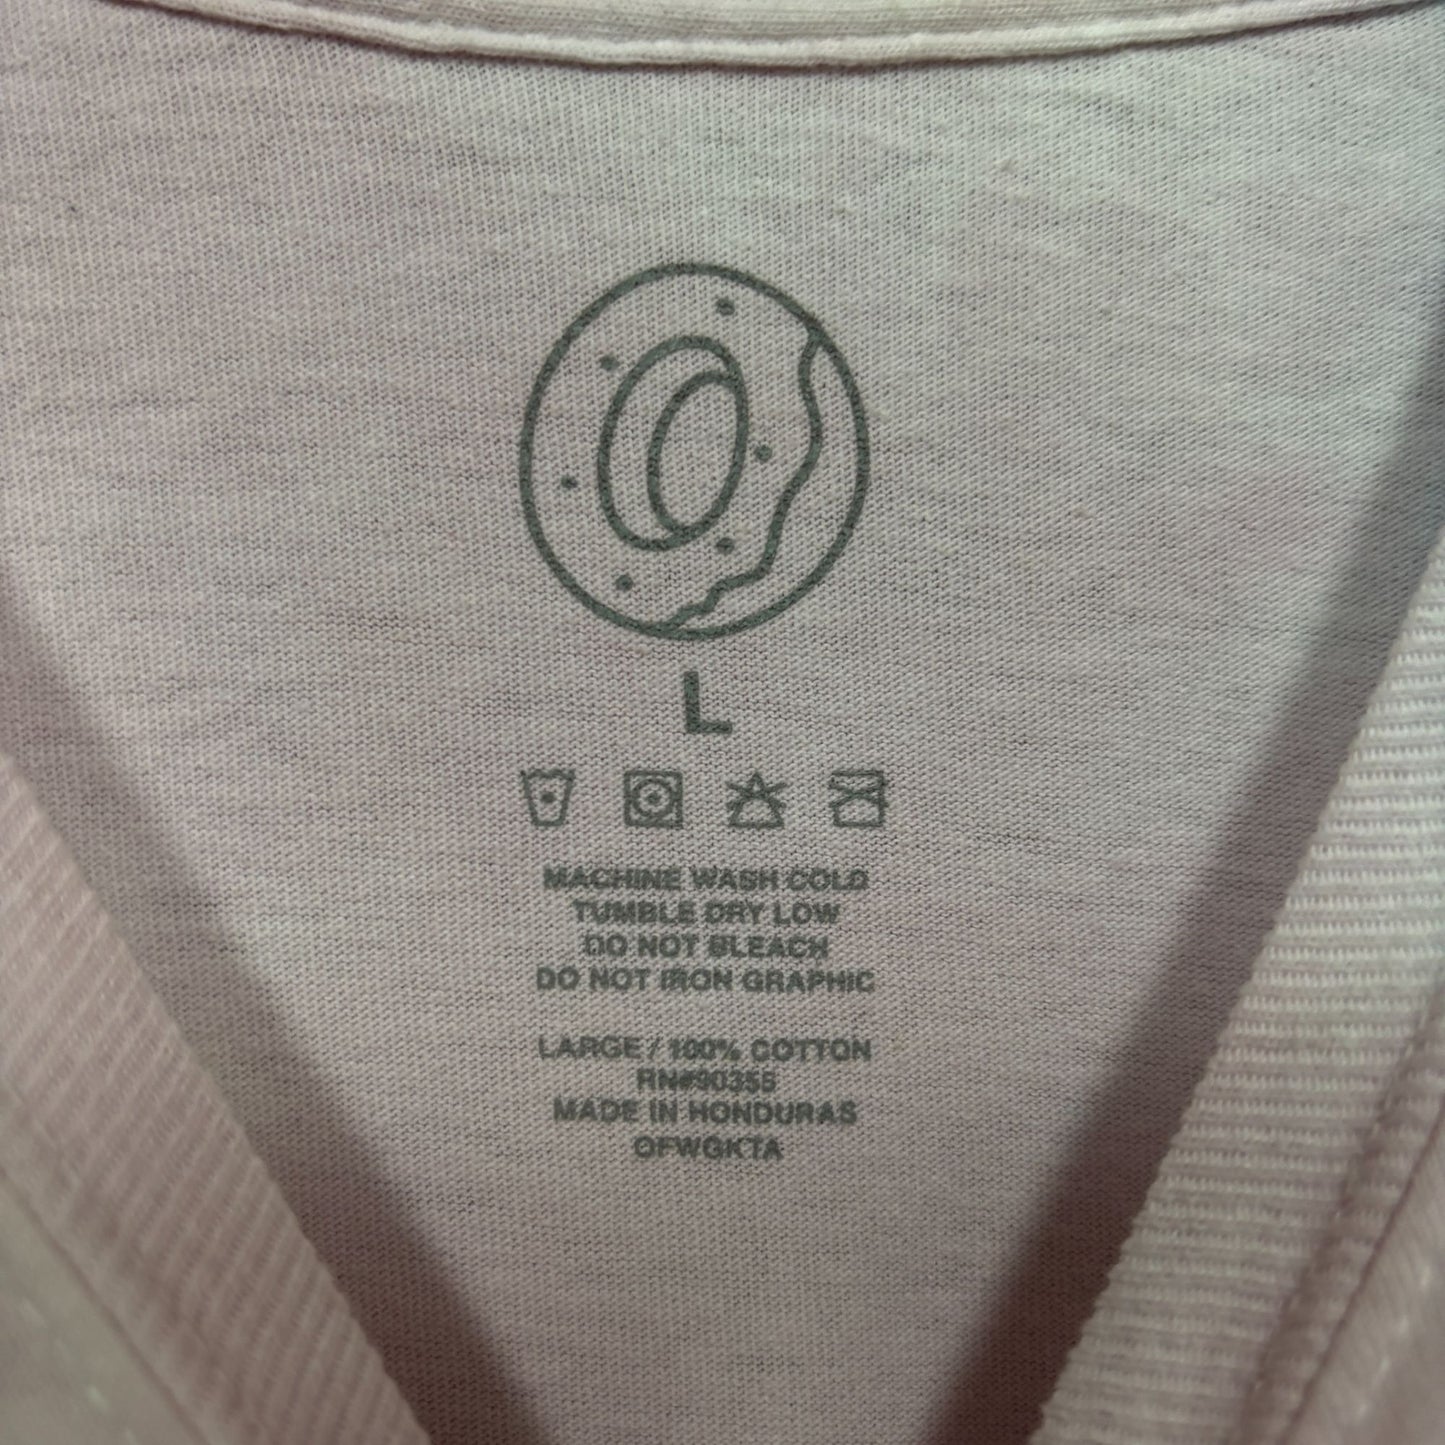 L
MACHINE WASH COLD
TUMBLE DRY LOW
DO NOT BLEACH
DO NOT IRON GRAPHIC
LARGE / 100% COTTON
RN#90355
MADE IN HONDURAS
OFWGKTA